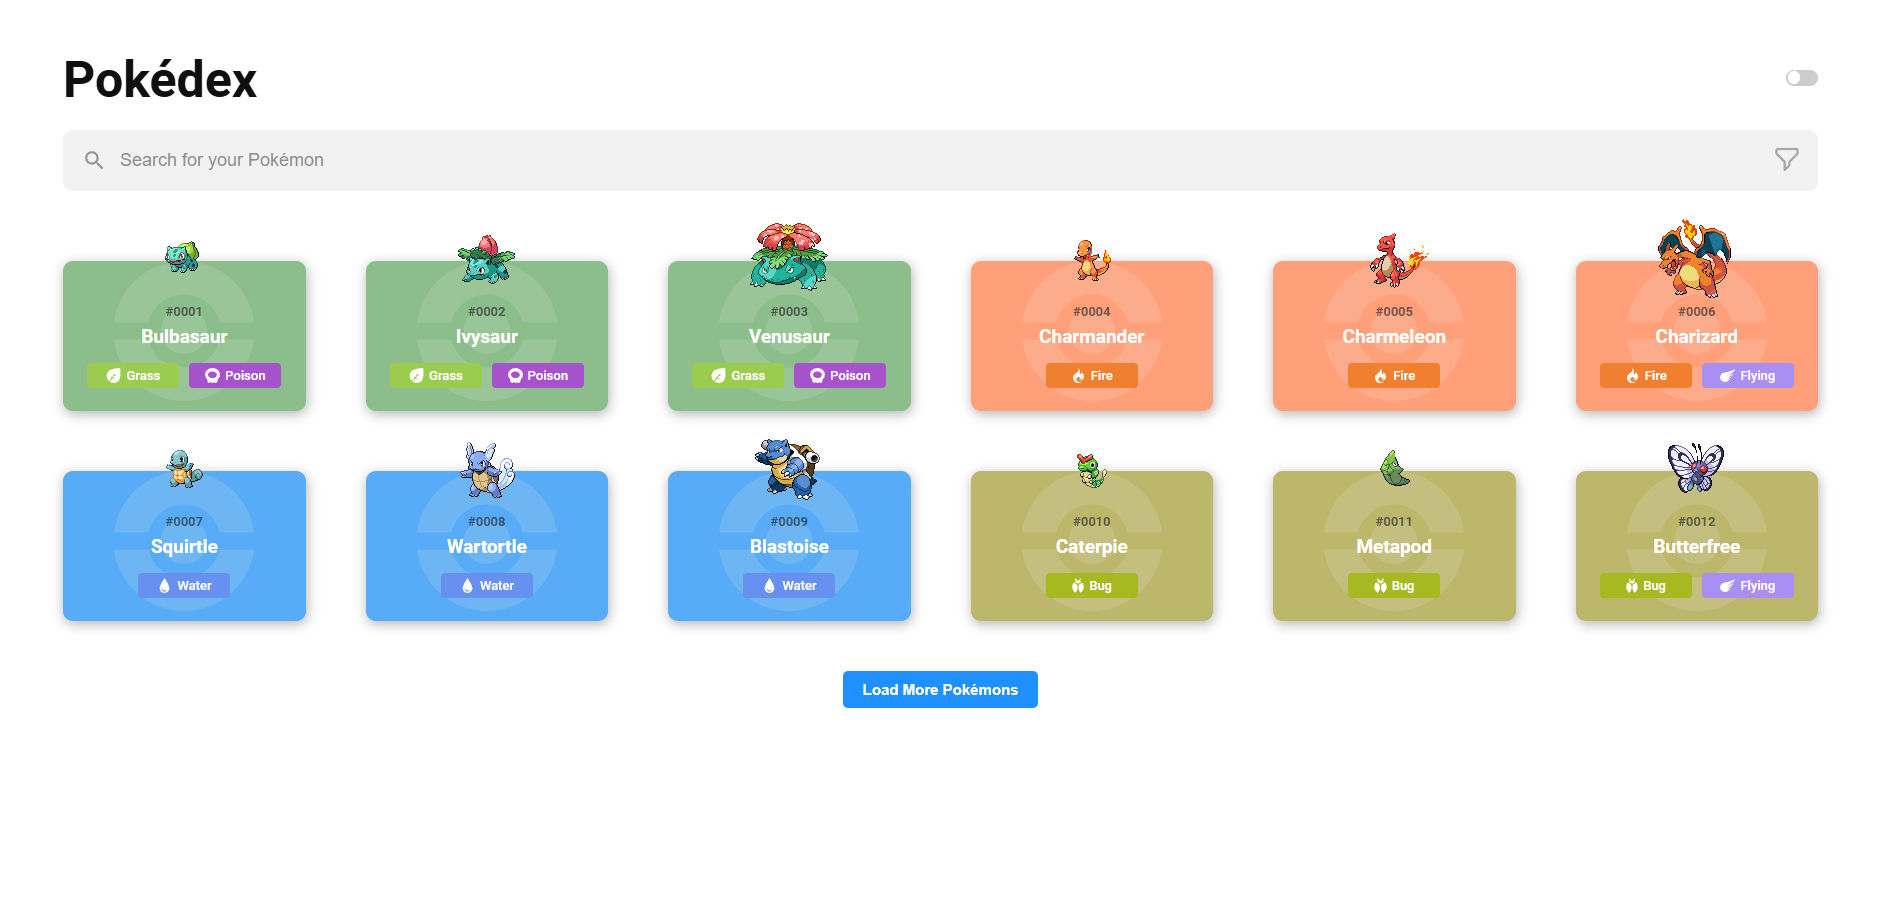 Pokédex
Search for your Pokémon
#0001
Bulbasaur
Grass Poison
#0002
Ivysaur
Grass Poison
#0003
Venusaur
Grass Poison
#0004
Charmander
Fire
#0005
Charmeleon
Fire
#0006
Charizard
Fire Flying
#0007
Squirtle
Water
#0008
Wartortle
Water
#0009
Blastoise
Water
#0010
Caterpie
Bug
#0011
Metapod
Bug
#0012
Butterfree
Bug Flying
Load More Pokémons